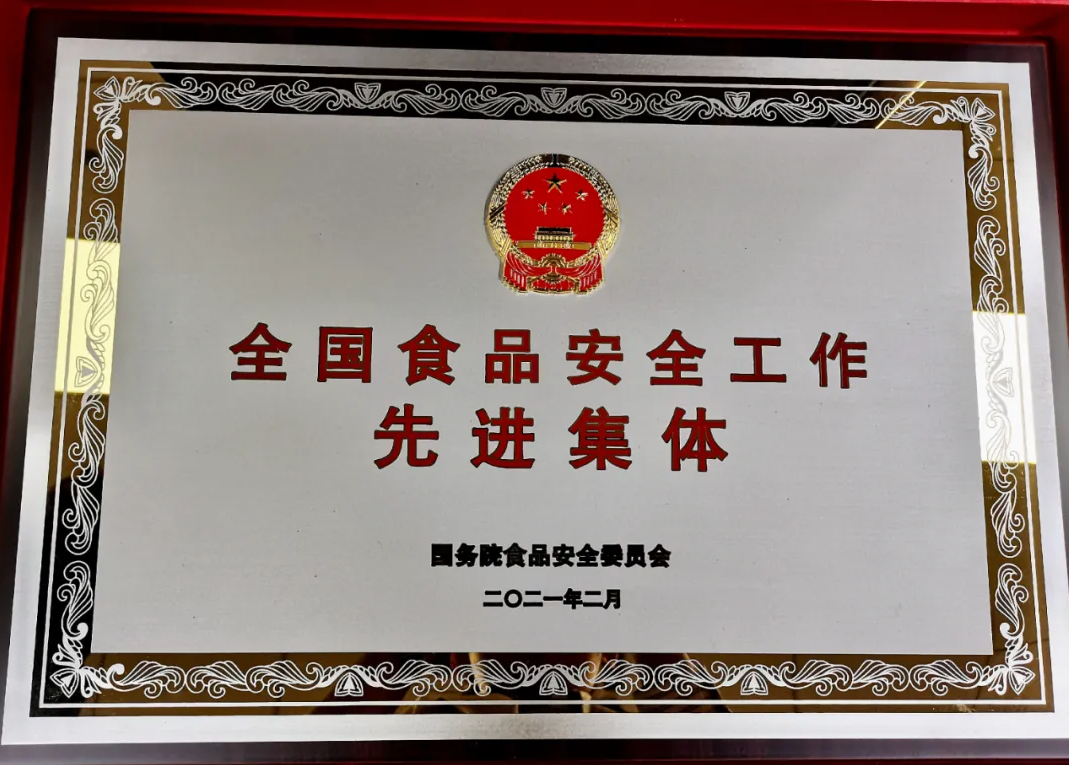 全国食品安全工作
先进集体
国务院食品安全委员会
二〇二一年二月